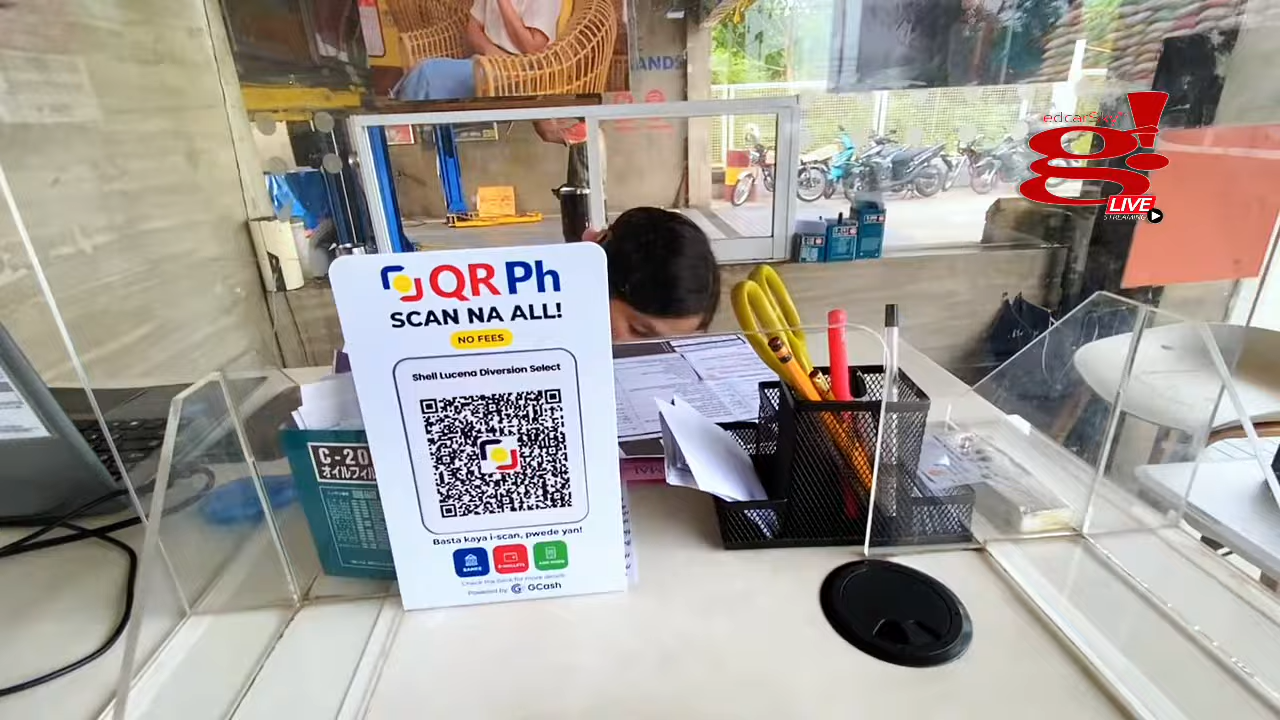 ANDS
edcarSky
g!
LIVE
STREAMING
QR Ph
SCAN NA ALL!
NO FEES
Shell Lucena Diversion Select
Basta kaya i-scan, pwede yan!
BANKS
E-WALLETS
Check the back for more details
Powered by GCash
C-20
オイルフィル